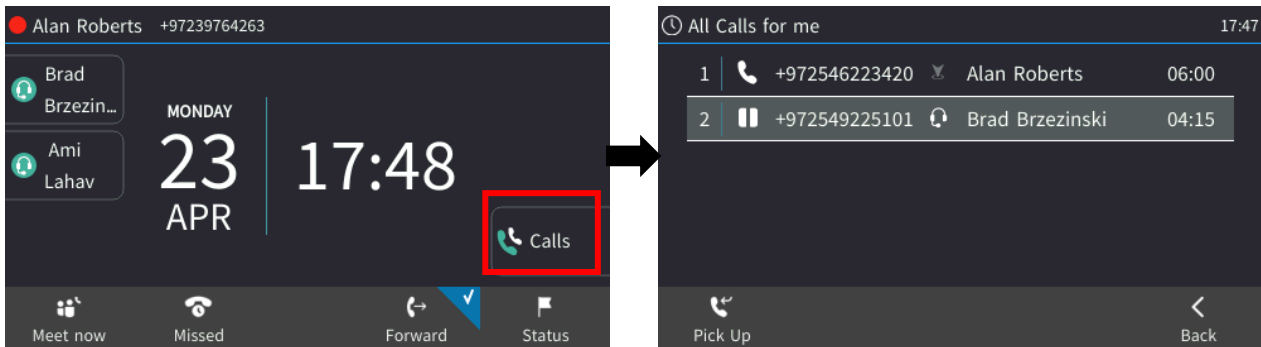 Alan Roberts +97239764263
Brad
Brzezin...
Ami
Lahav
MONDAY
23
APR
17:48
Calls
Meet now Missed Forward Status
All Calls for me 17:47
1 +972546223420 Alan Roberts 06:00
2 +972549225101 Brad Brzezinski 04:15
Pick Up Back